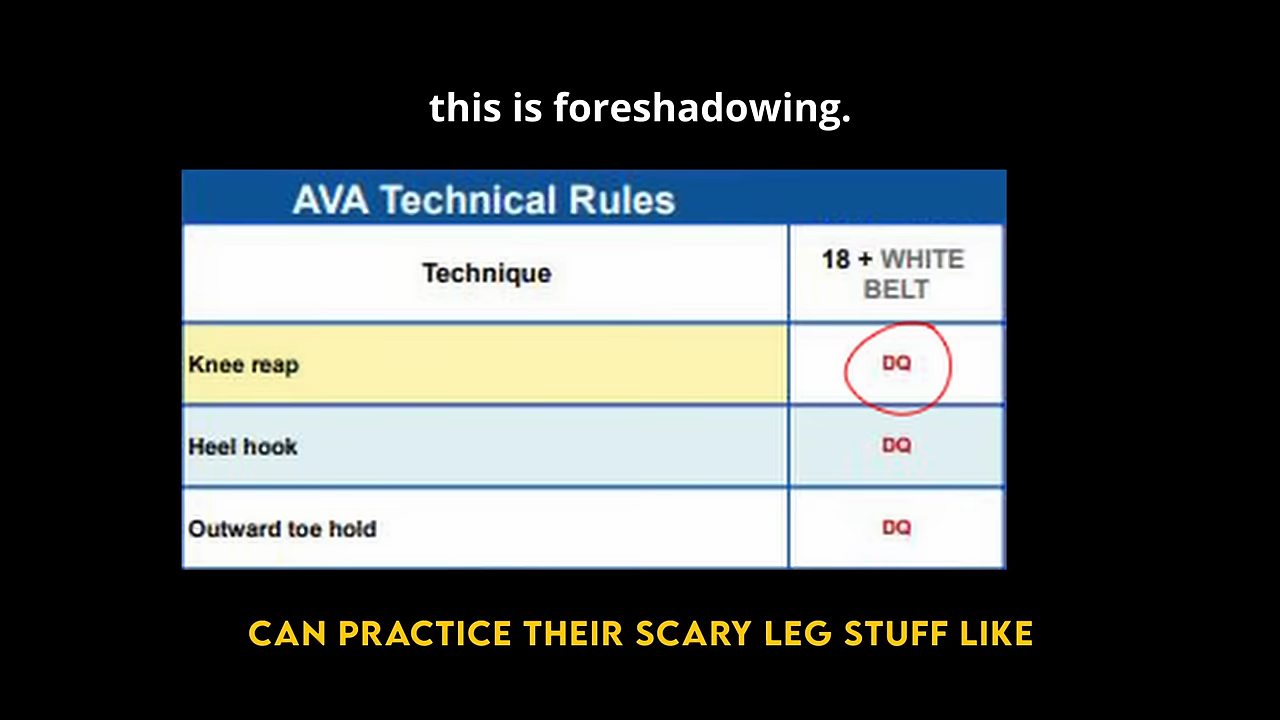 this is foreshadowing.
AVA Technical Rules
Technique
18 + WHITE
BELT
Knee reap
DQ
Heel hook
DQ
Outward toe hold
DQ
CAN PRACTICE THEIR SCARY LEG STUFF LIKE